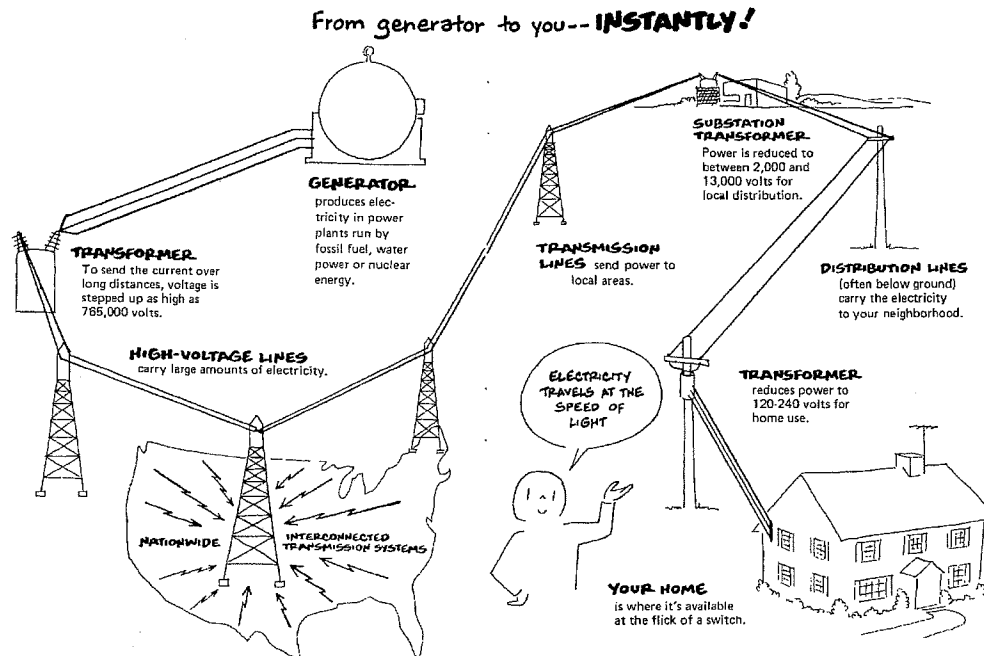 From generator to you--INSTANTLY!
GENERATOR
produces elec-
tricity in power
plants run by
fossil fuel, water
power or nuclear
energy.
TRANSFORMER
To send the current over
long distances, voltage is
stepped up as high as
765,000 volts.
HIGH-VOLTAGE LINES
carry large amounts of electricity.
NATIONWIDE
INTERCONNECTED
TRANSMISSION SYSTEMS
TRANSMISSION
LINES send power to
local areas.
SUBSTATION
TRANSFORMER
Power is reduced to
between 2,000 and
13,000 volts for
local distribution.
DISTRIBUTION LINES
(often below ground)
carry the electricity
to your neighborhood.
TRANSFORMER
reduces power to
120-240 volts for
home use.
ELECTRICITY
TRAVELS AT THE
SPEED OF
LIGHT
YOUR HOME
is where it's available
at the flick of a switch.